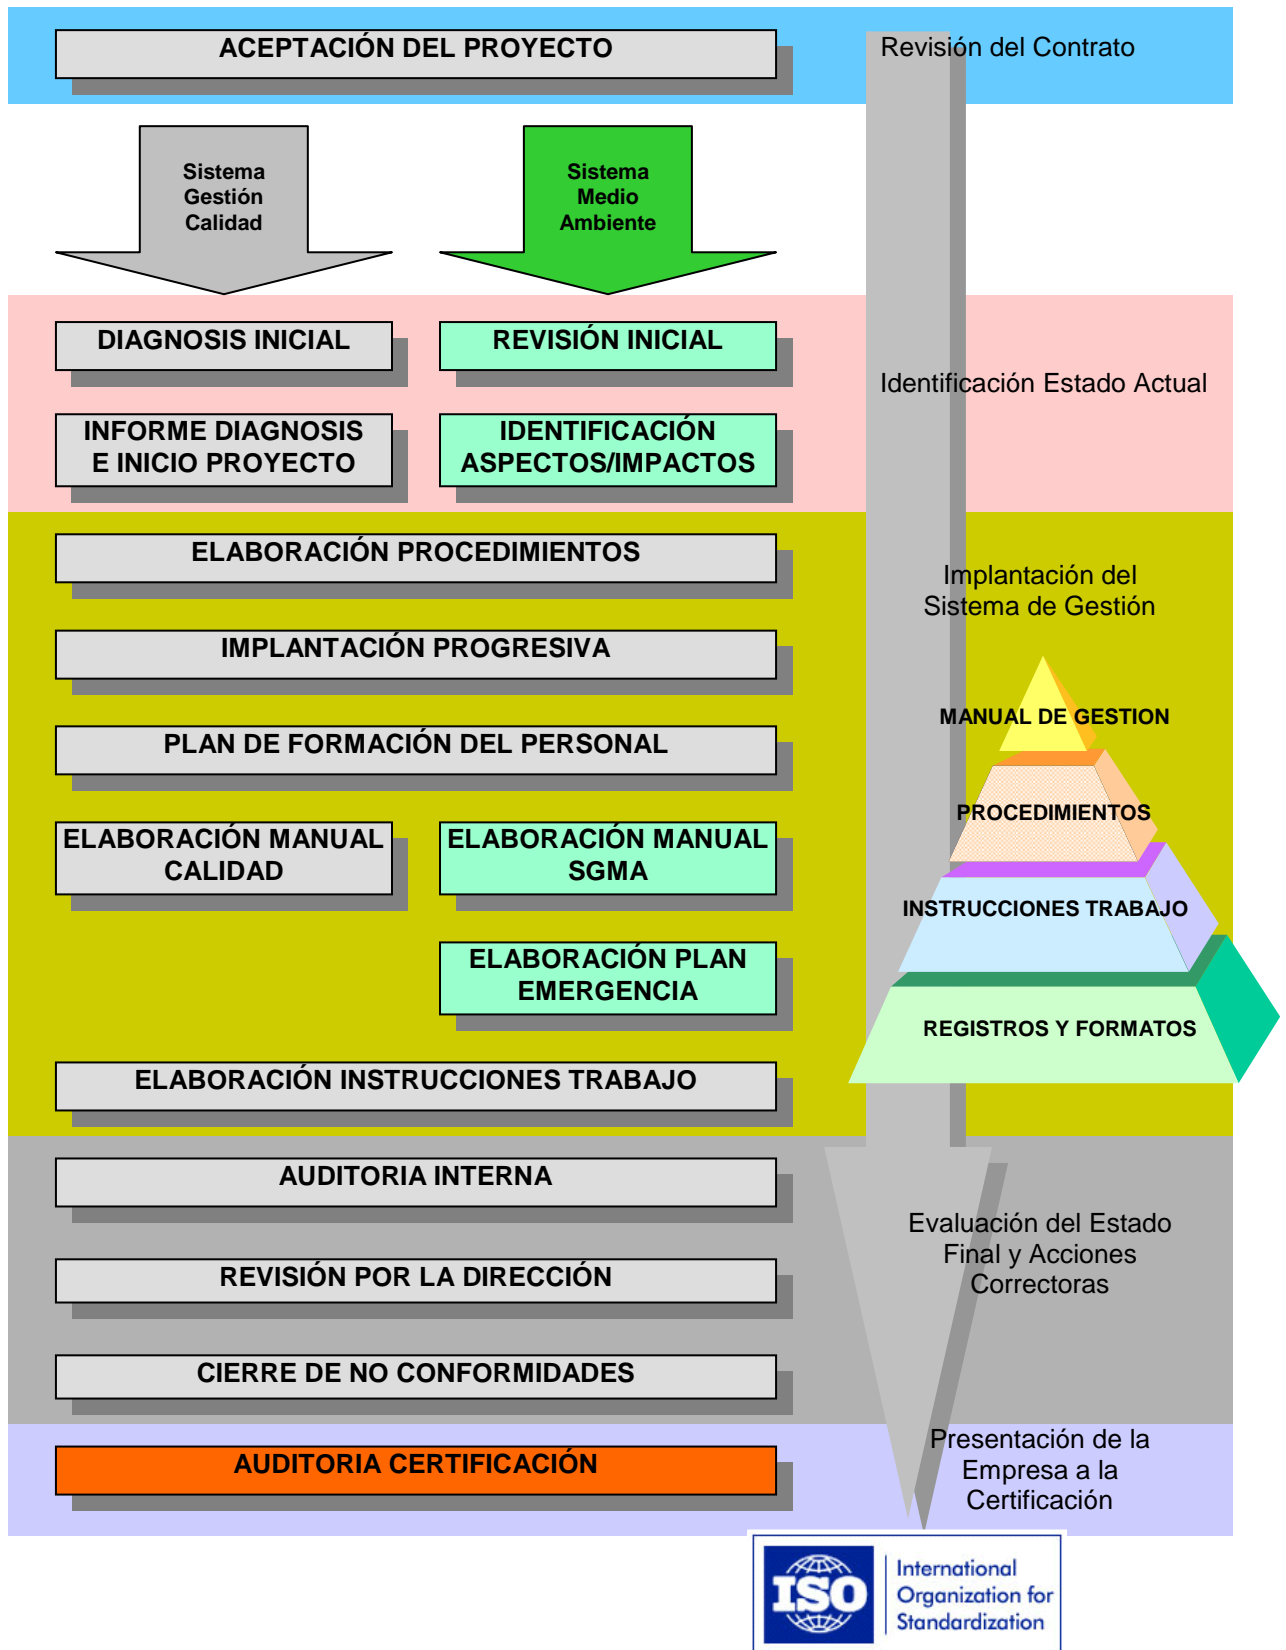 ACEPTACIÓN DEL PROYECTO
Revisión del Contrato
Sistema
Gestión
Calidad
Sistema
Medio
Ambiente
DIAGNOSIS INICIAL
REVISIÓN INICIAL
Identificación Estado Actual
INFORME DIAGNOSIS
E INICIO PROYECTO
IDENTIFICACIÓN
ASPECTOS/IMPACTOS
ELABORACIÓN PROCEDIMIENTOS
Implantación del
Sistema de Gestión
IMPLANTACIÓN PROGRESIVA
PLAN DE FORMACIÓN DEL PERSONAL
MANUAL DE GESTION
PROCEDIMIENTOS
INSTRUCCIONES TRABAJO
REGISTROS Y FORMATOS
ELABORACIÓN MANUAL
CALIDAD
ELABORACIÓN MANUAL
SGMA
ELABORACIÓN PLAN
EMERGENCIA
ELABORACIÓN INSTRUCCIONES TRABAJO
AUDITORIA INTERNA
Evaluación del Estado
Final y Acciones
Correctoras
REVISIÓN POR LA DIRECCIÓN
CIERRE DE NO CONFORMIDADES
AUDITORIA CERTIFICACIÓN
Presentación de la
Empresa a la
Certificación
ISO
International
Organization for
Standardization